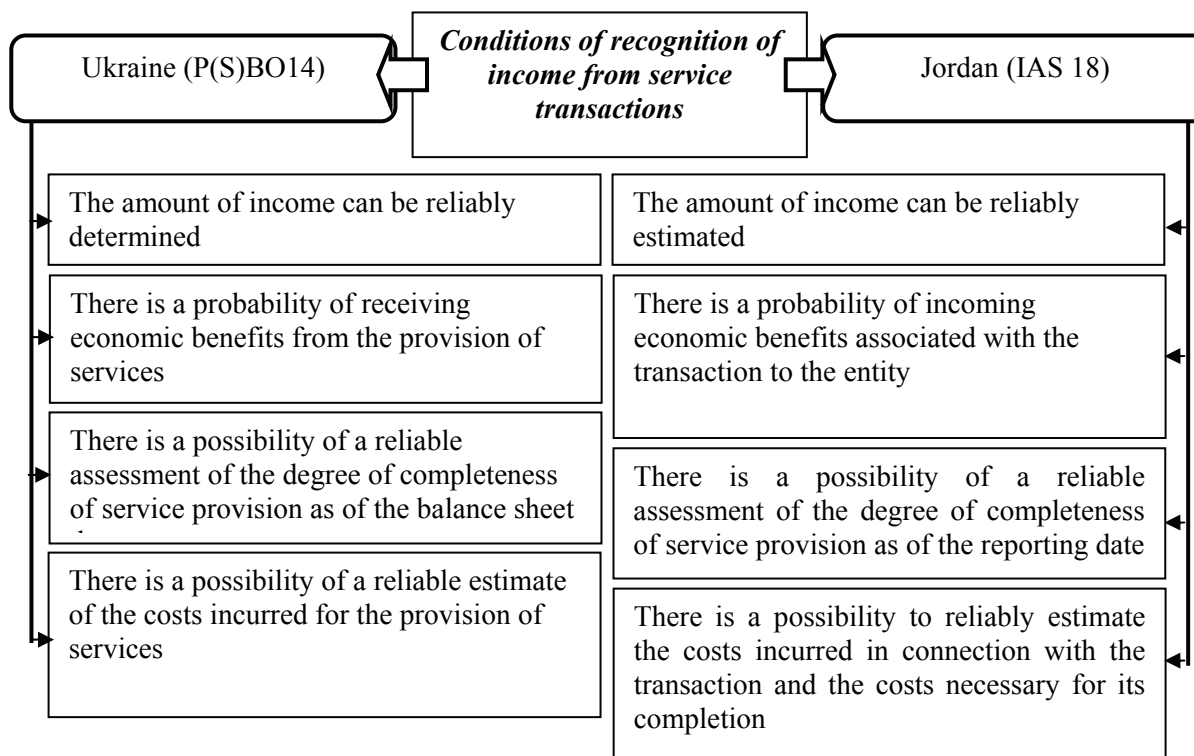 Conditions of recognition of
income from service
transactions
Ukraine (P(S)BO14)
Jordan (IAS 18)
The amount of income can be reliably
determined
There is a probability of receiving
economic benefits from the provision of
services
There is a possibility of a reliable
assessment of the degree of completeness
of service provision as of the balance sheet
There is a possibility of a reliable estimate
of the costs incurred for the provision of
services
The amount of income can be reliably
estimated
There is a probability of incoming
economic benefits associated with the
transaction to the entity
There is a possibility of a reliable
assessment of the degree of completeness
of service provision as of the reporting date
There is a possibility to reliably estimate
the costs incurred in connection with the
transaction and the costs necessary for its
completion